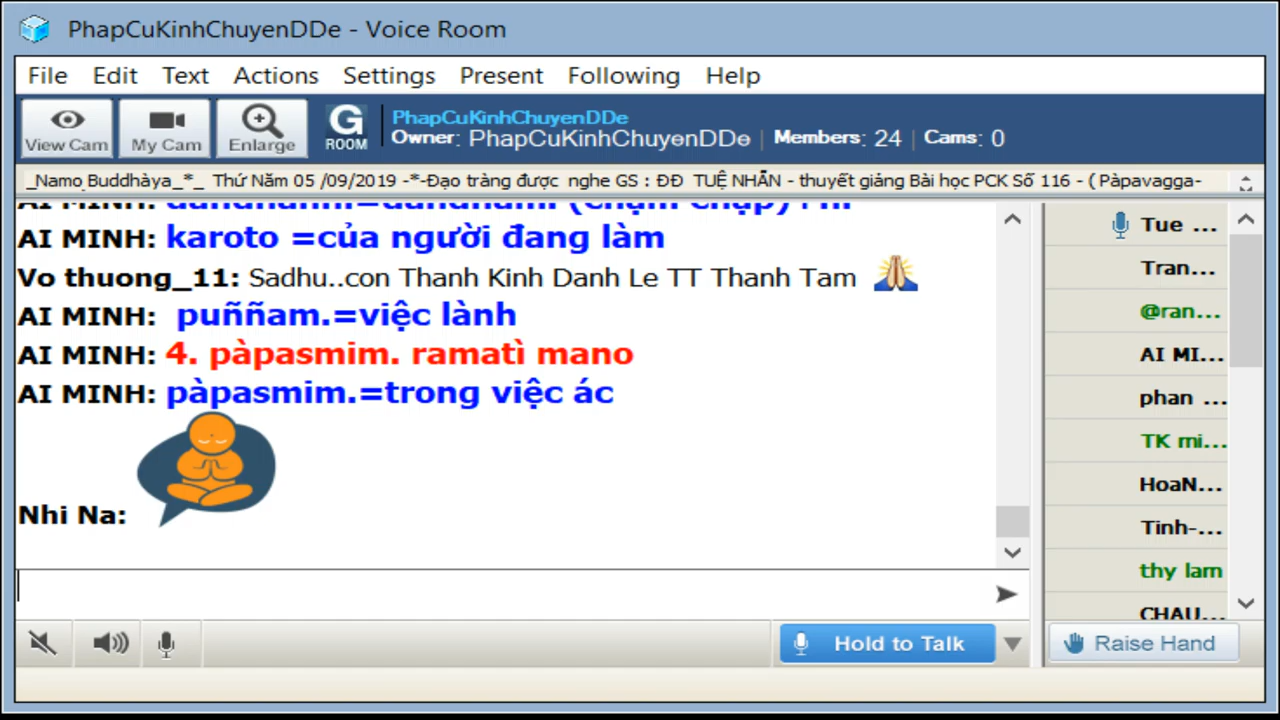 PhapCuKinhChuyenDDe - Voice Room
File Edit Text Actions Settings Present Following Help
View Cam My Cam Enlarge G ROOM
PhapCuKinhChuyenDDe
Owner: PhapCuKinhChuyenDDe | Members: 24 | Cams: 0
_Namo Buddhàya_*_ Thứ Năm 05 /09/2019 -*-Đạo tràng được nghe GS : ĐĐ TUỆ NHẪN - thuyết giảng Bài học PCK Số 116 - ( Pàpavagga-
AI MINH:
AI MINH: karoto =của người đang làm
Vo thuong_11: Sadhu..con Thanh Kinh Danh Le TT Thanh Tam
AI MINH: puññam.=việc lành
AI MINH: 4. pàpasmim. ramatì mano
AI MINH: pàpasmim.=trong việc ác
Nhi Na:
Tue ...
Tran...
@ran...
AI MI...
phan ...
TK mi...
HoaN...
Tinh-...
thy lam
CHAU...
Hold to Talk
Raise Hand